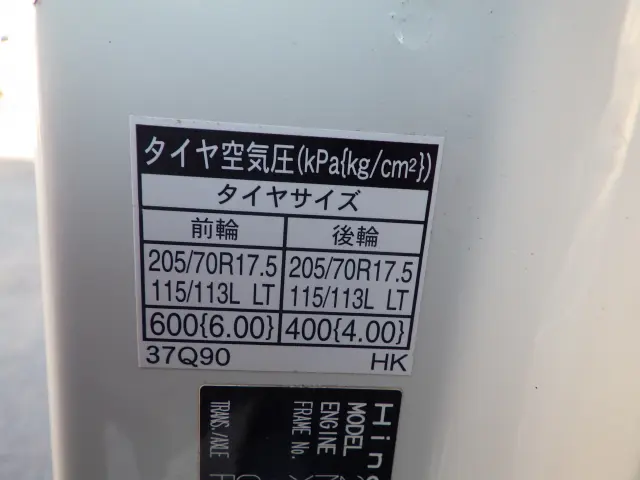 タイヤ空気圧(kPa{kg/cm²})
タイヤサイズ
前輪 後輪
205/70R17.5 205/70R17.5
115/113L LT 115/113L LT
600{6.00} 400{4.00}
37Q90 HK
MODEL
ENGINE
FRAME No.
TRANS./AXLE